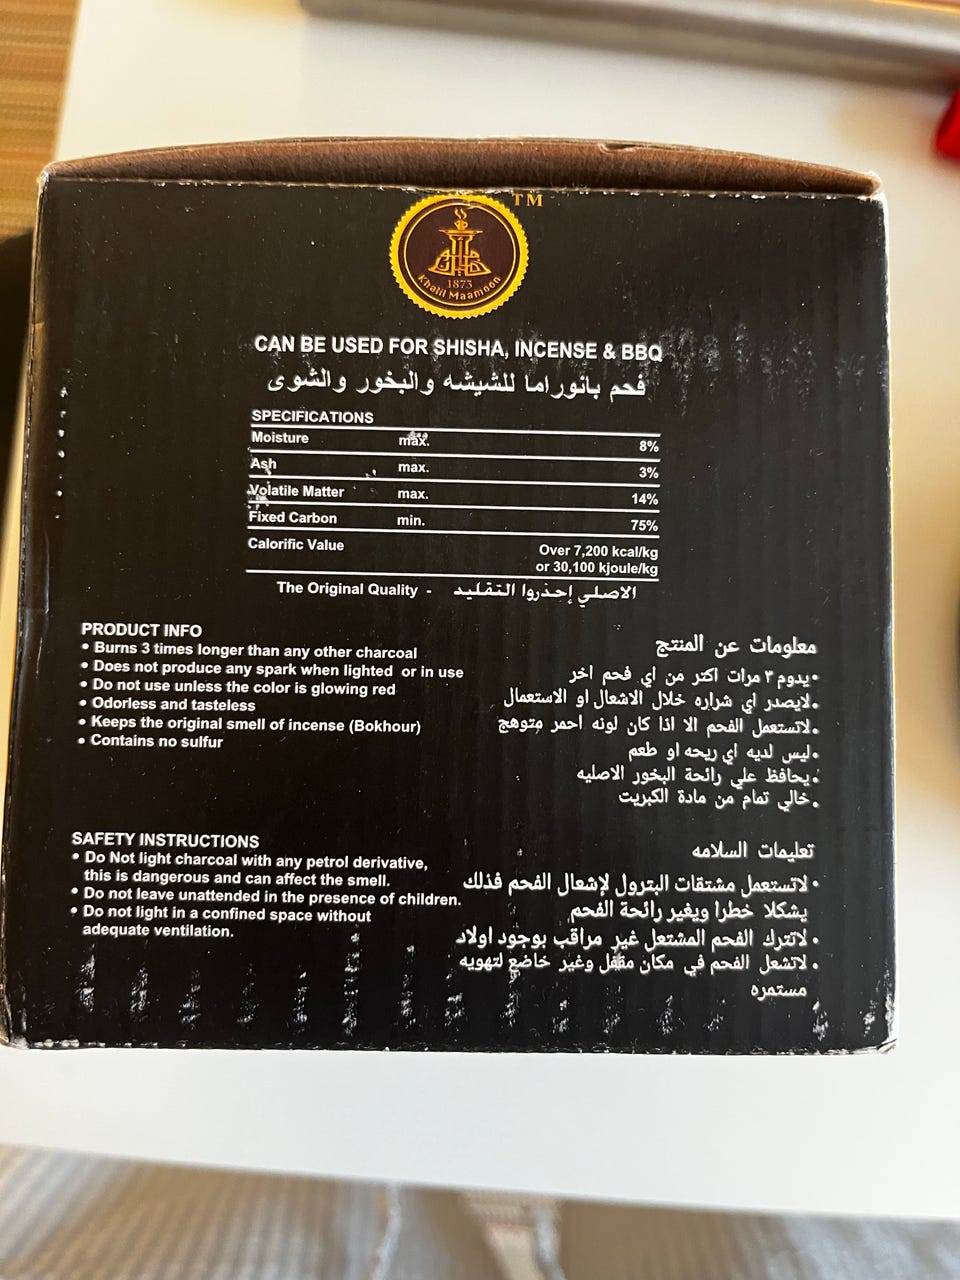 TM
1873
Khalil Maamoon
CAN BE USED FOR SHISHA, INCENSE & BBQ
فحم بانوراما للشيشه والبخور والشوى
SPECIFICATIONS
Moisture max. 8%
Ash max. 3%
Volatile Matter max. 14%
Fixed Carbon min. 75%
Calorific Value Over 7,200 kcal/kg
or 30,100 kjoule/kg
The Original Quality - الاصلي إحذروا التقليد
PRODUCT INFO
• Burns 3 times longer than any other charcoal
• Does not produce any spark when lighted or in use
• Do not use unless the color is glowing red
• Odorless and tasteless
• Keeps the original smell of incense (Bokhour)
• Contains no sulfur
معلومات عن المنتج
• يدوم ٣ مرات اكتر من اي فحم اخر
• لايصدر اي شراره خلال الاشعال او الاستعمال
• لاتستعمل الفحم الا اذا كان لونه احمر متوهج
• ليس لديه اي ريحه او طعم
• يحافظ علي رائحة البخور الاصليه
• خالي تمام من مادة الكبريت
SAFETY INSTRUCTIONS
• Do Not light charcoal with any petrol derivative,
this is dangerous and can affect the smell.
• Do not leave unattended in the presence of children.
• Do not light in a confined space without
adequate ventilation.
تعليمات السلامه
• لاتستعمل مشتقات البترول لإشعال الفحم فذلك
يشكلا خطرا ويغير رائحة الفحم
• لاتترك الفحم المشتعل غير مراقب بوجود اولاد
• لاتشعل الفحم في مكان مقفل وغير خاضع لتهويه
مستمره